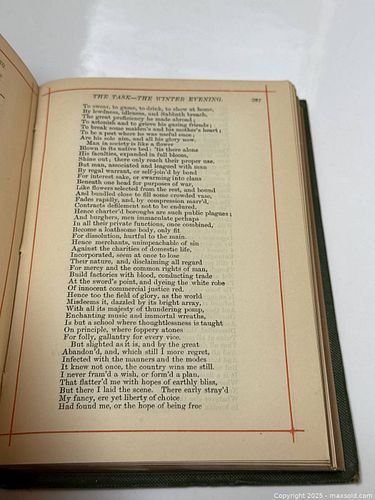 THE TASK—THE WINTER EVENING. 287
To swear, to game, to drink, to show at home,
By lewdness, idleness, and Sabbath breach,
The great proficiency he made abroad;
To astonish and to grieve his gazing friends;
To break some maiden's and his mother's heart;
To be a pest where he was useful once;
Are his sole aim, and all his glory now.
Man in society is like a flower
Blown in its native bed: 'tis there alone
His faculties, expanded in full bloom,
Shine out; there only reach their proper use.
But man, associated and leagued with man
By regal warrant, or self-join'd by bond
For interest sake, or swarming into clans
Beneath one head for purposes of war,
Like flowers selected from the rest, and bound
And bundled close to fill some crowded vase,
Fades rapidly, and, by compression marr'd,
Contracts defilement not to be endured.
Hence charter'd boroughs are such public plagues;
And burghers, men immaculate perhaps
In all their private functions, once combined,
Become a loathsome body, only fit
For dissolution, hurtful to the main.
Hence merchants, unimpeachable of sin
Against the charities of domestic life,
Incorporated, seem at once to lose
Their nature, and, disclaiming all regard
For mercy and the common rights of man,
Build factories with blood, conducting trade
At the sword's point, and dyeing the white robe
Of innocent commercial justice red.
Hence too the field of glory, as the world
Misdeems it, dazzled by its bright array,
With all its majesty of thundering pomp,
Enchanting music and immortal wreaths,
Is but a school where thoughtlessness is taught
On principle, where foppery atones
For folly, gallantry for every vice.
But slighted as it is, and by the great
Abandon'd, and, which still I more regret,
Infected with the manners and the modes
It knew not once, the country wins me still.
I never fram'd a wish, or form'd a plan,
That flatter'd me with hopes of earthly bliss,
But there I laid the scene. There early stray'd
My fancy, ere yet liberty of choice
Had found me, or the hope of being free
Copyright 2025 - maxsold.com